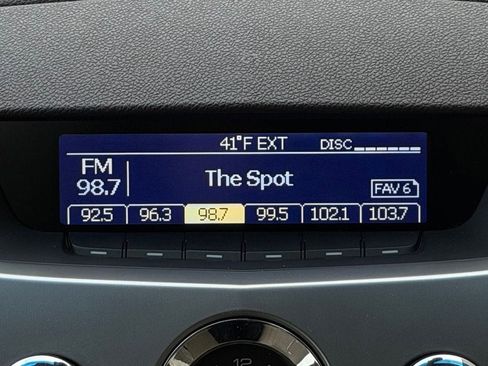 41°F EXT DISC
FM
98.7
The Spot
FAV 6
92.5 96.3 98.7 99.5 102.1 103.7
12